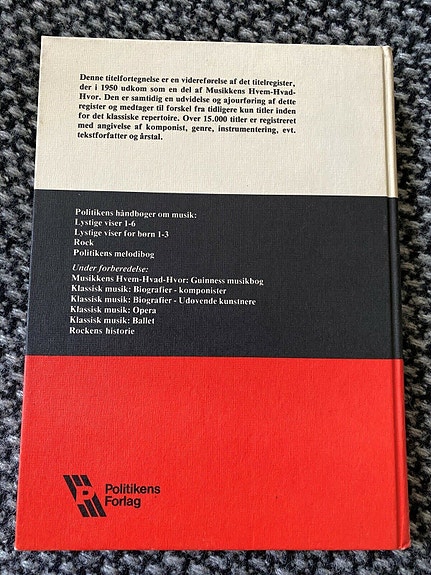 Denne titelfortegnelse er en videreførelse af det titelregister,
der i 1950 udkom som en del af Musikkens Hvem-Hvad-
Hvor. Den er samtidig en udvidelse og ajourføring af dette
register og medtager til forskel fra tidligere kun titler inden
for det klassiske repertoire. Over 15.000 titler er registreret
med angivelse af komponist, genre, instrumentering, evt.
tekstforfatter og årstal.
Politikens håndbøger om musik:
Lystige viser 1-6
Lystige viser for børn 1-3
Rock
Politikens melodibog
Under forberedelse:
Musikkens Hvem-Hvad-Hvor: Guinness musikbog
Klassisk musik: Biografier - komponister
Klassisk musik: Biografier - Udøvende kunstnere
Klassisk musik: Opera
Klassisk musik: Ballet
Rockens historie
P
Politikens
Forlag